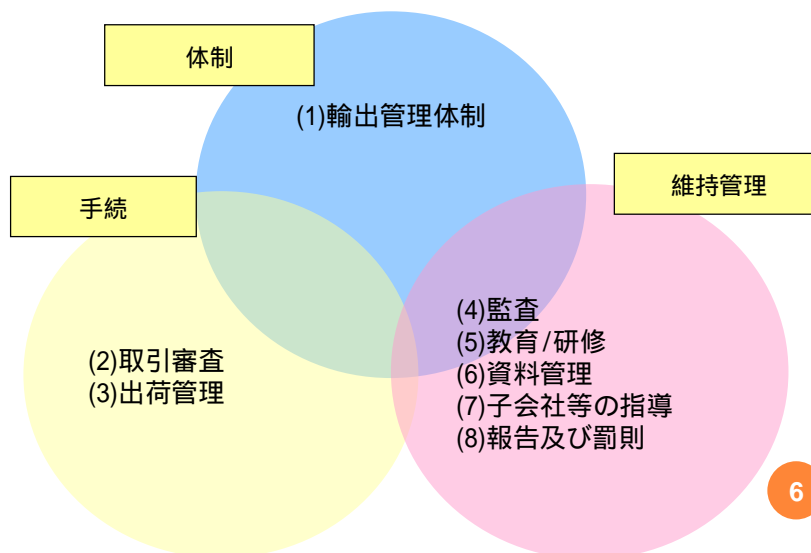 体制
(1)輸出管理体制
維持管理
手続
(2)取引審査
(3)出荷管理
(4)監査
(5)教育/研修
(6)資料管理
(7)子会社等の指導
(8)報告及び罰則
6